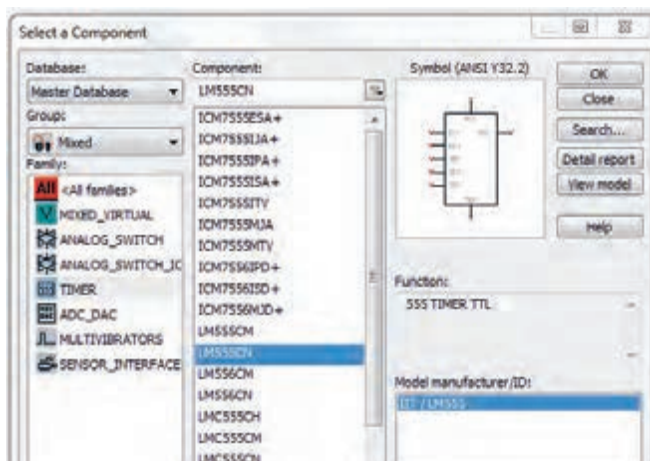 Select a Component
Database:
Master Database
Group:
Mixed
Family:
All <All families>
MIXED_VIRTUAL
ANALOG_SWITCH
ANALOG_SWITCH_IC
TIMER
ADC_DAC
MULTIVIBRATORS
SENSOR_INTERFACE
Component:
LM555CN
ICM7555ESA+
ICM7555IJA+
ICM7555IPA+
ICM7555ISA+
ICM7555ITV
ICM7555MJA
ICM7555MTV
ICM7556IPD+
ICM7556ISD+
ICM7556MJD+
LM555CM
LM555CN
LM556CM
LM556CN
LMC555CH
LMC555CM
LMC555CN
Symbol (ANSI Y32.2)
Function:
555 TIMER TTL
Model manufacturer/ID:
IIT / LM555
OK
Close
Search...
Detail report
View model
Help